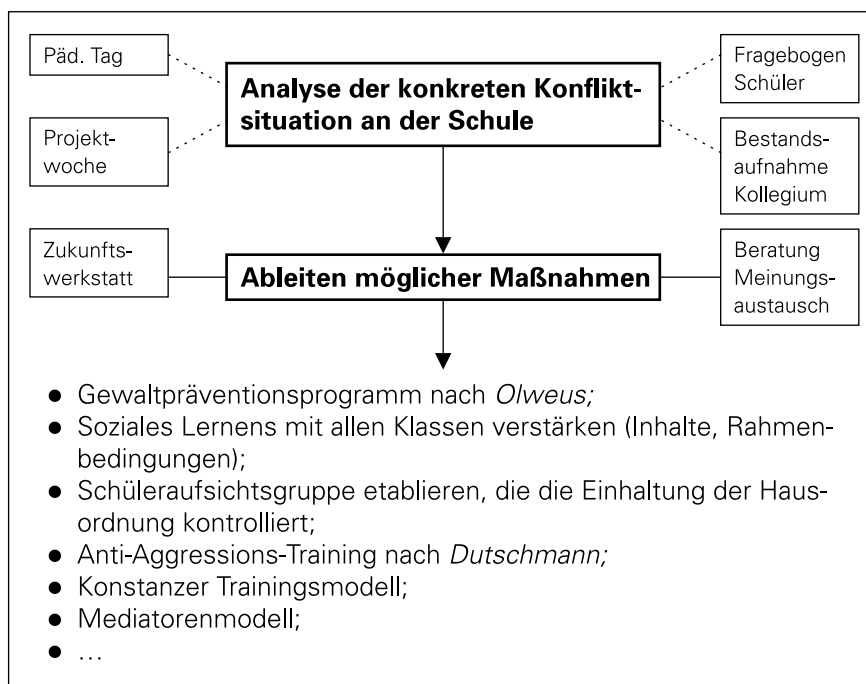 Päd. Tag
Projekt-
woche
Analyse der konkreten Konflikt-
situation an der Schule
Fragebogen
Schüler
Bestands-
aufnahme
Kollegium
Zukunfts-
werkstatt
Ableiten möglicher Maßnahmen
Beratung
Meinungs-
austausch
● Gewaltpräventionsprogramm nach Olweus;
● Soziales Lernens mit allen Klassen verstärken (Inhalte, Rahmen-
bedingungen);
● Schüleraufsichtsgruppe etablieren, die die Einhaltung der Haus-
ordnung kontrolliert;
● Anti-Aggressions-Training nach Dutschmann;
● Konstanzer Trainingsmodell;
● Mediatorenmodell;
● …